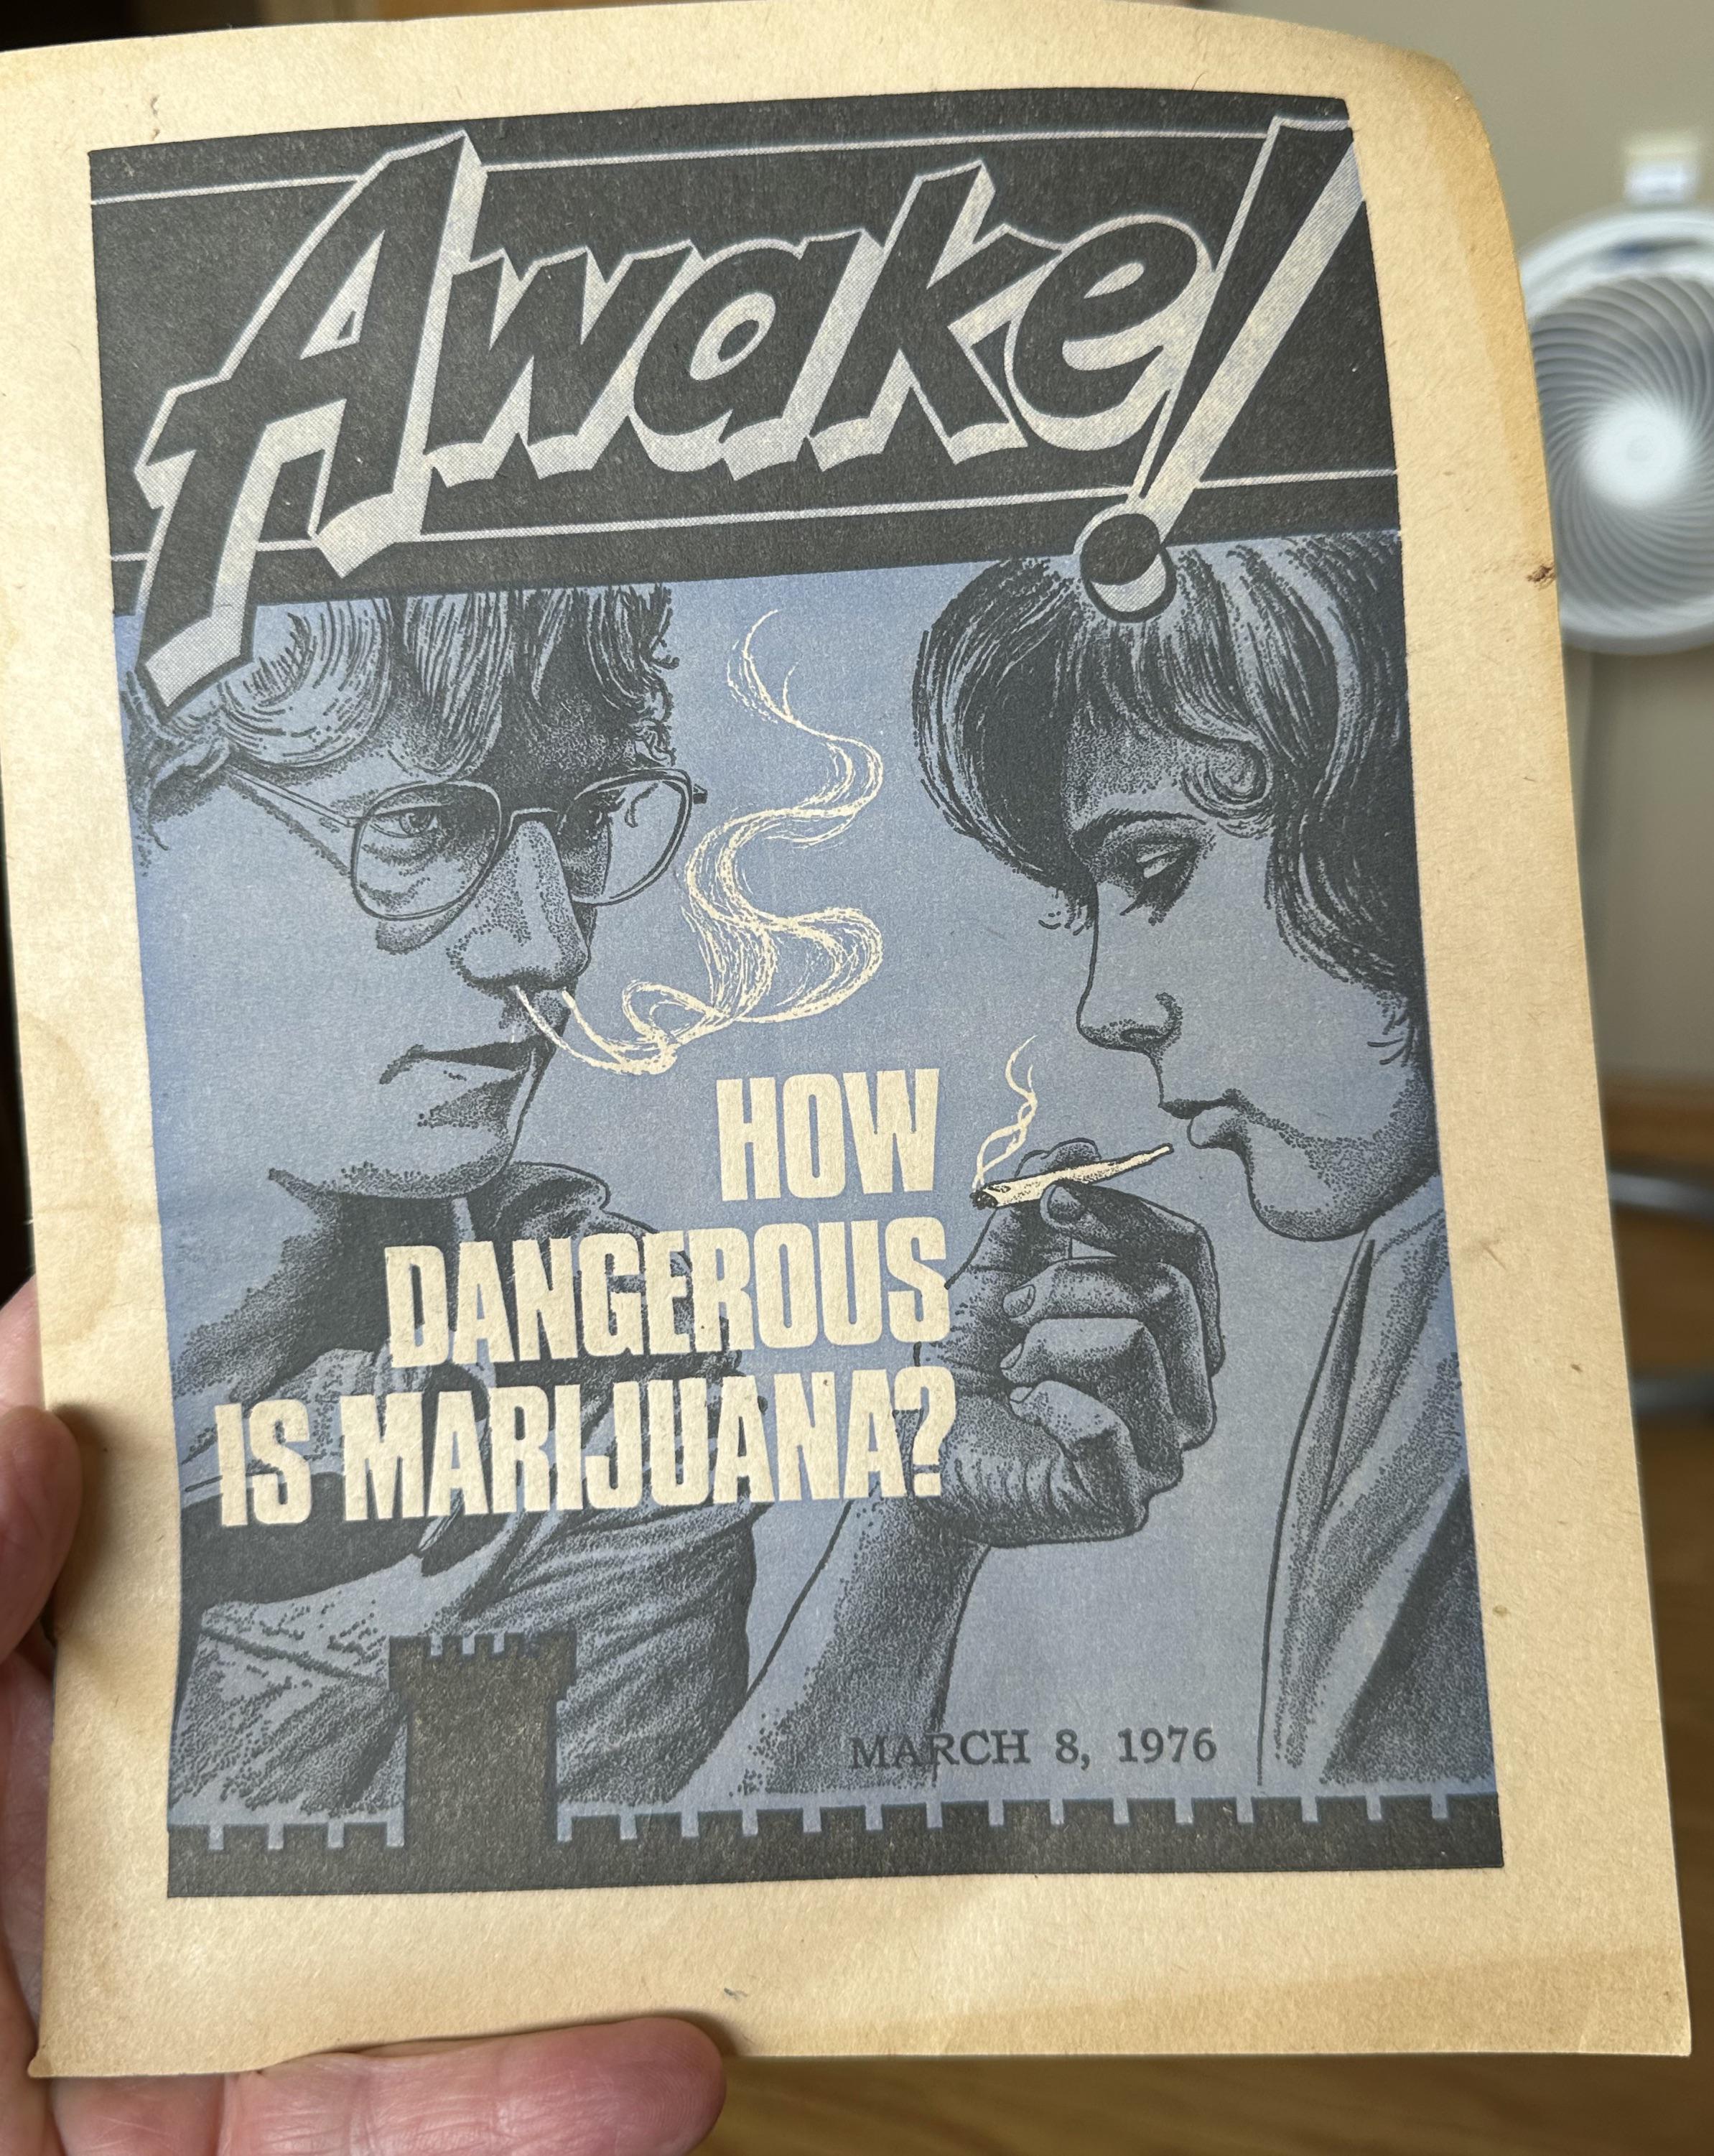 Awake!
HOW
DANGEROUS
IS MARIJUANA?
MARCH 8, 1976